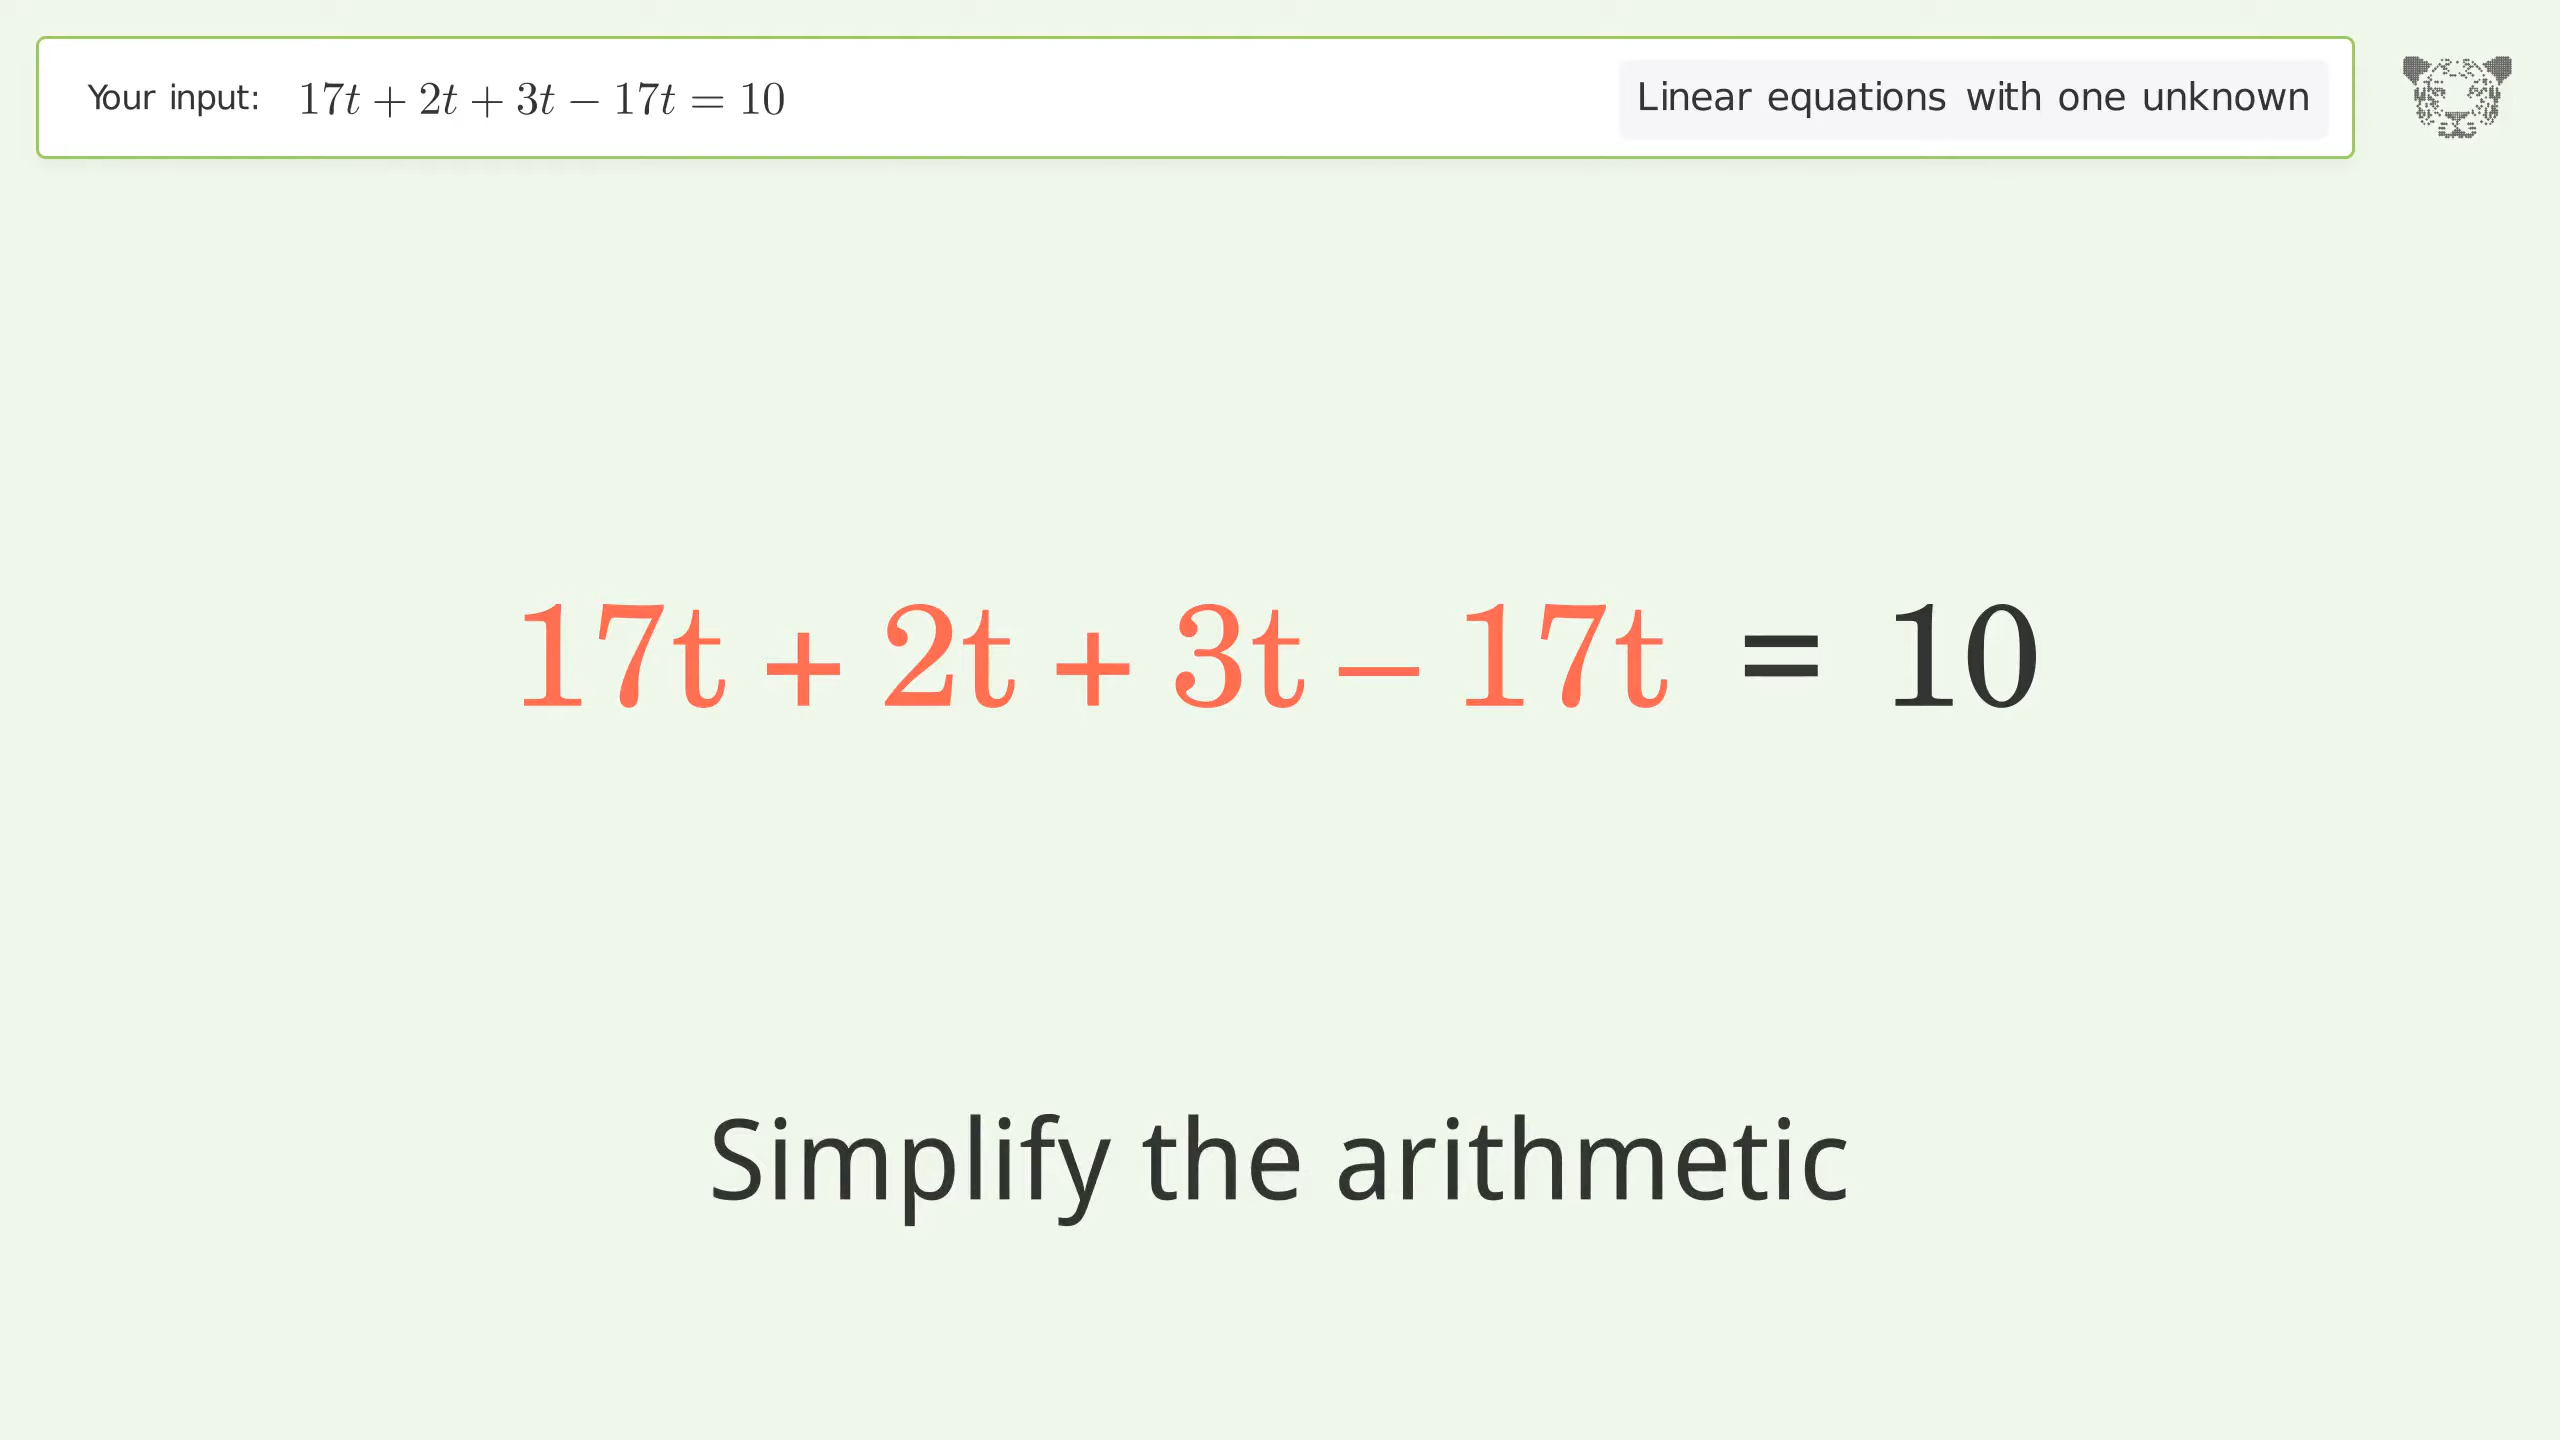 Your input: 17t + 2t + 3t − 17t = 10
Linear equations with one unknown
17t + 2t + 3t − 17t = 10
Simplify the arithmetic